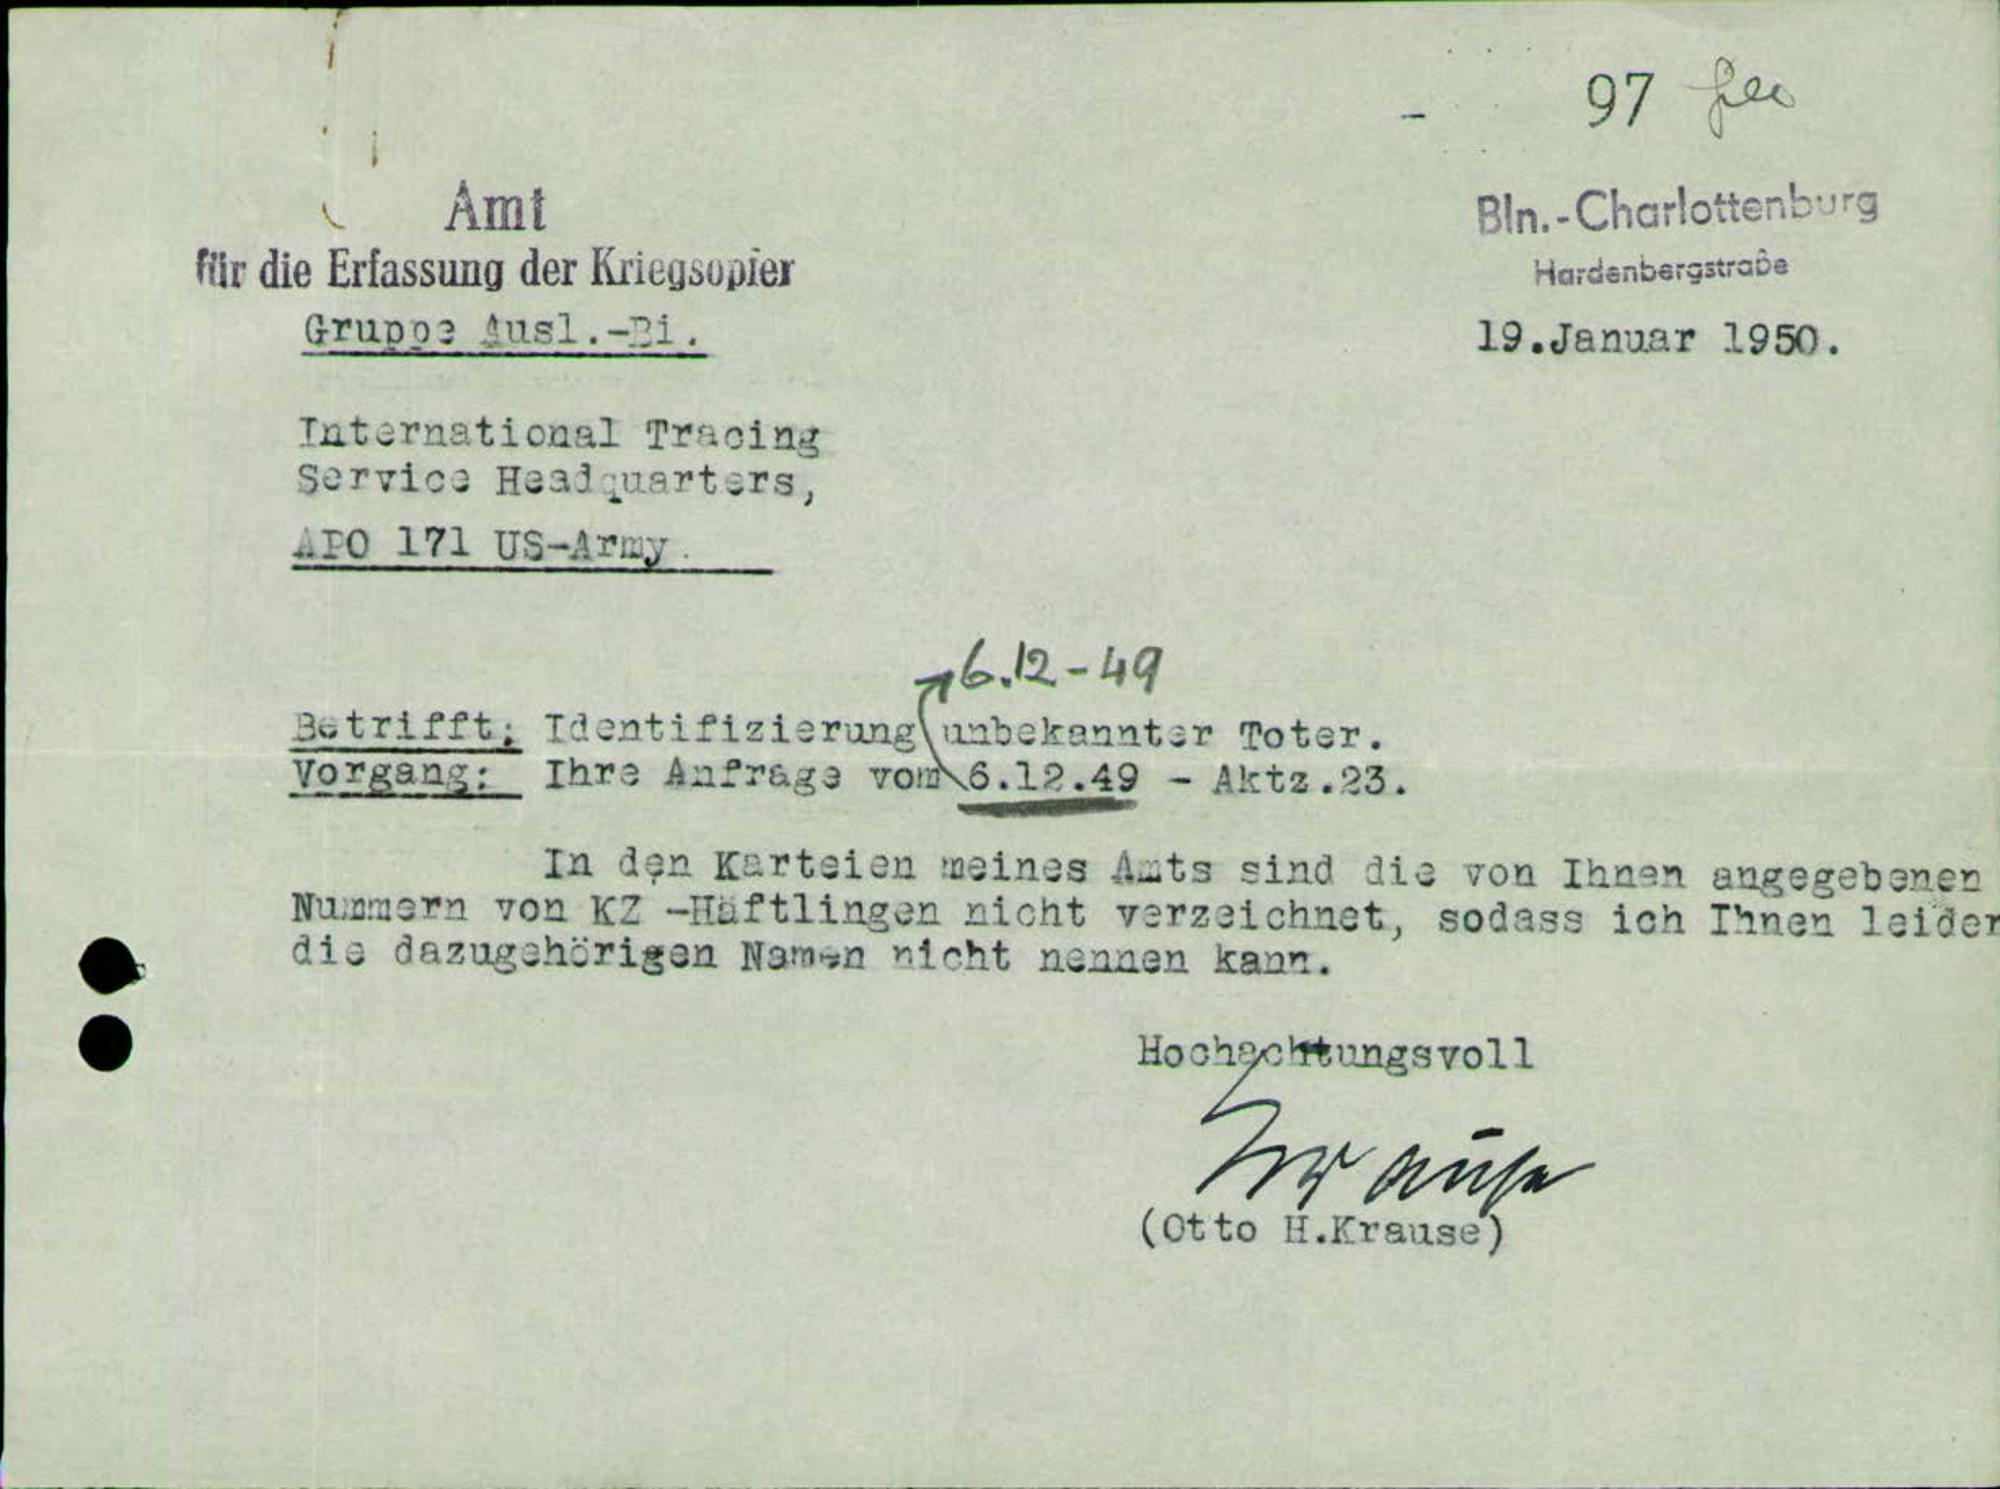 97
Amt
für die Erfassung der Kriegsopfer
Gruppe Ausl.-Bi.
Bln.-Charlottenburg
Hardenbergstraße
19.Januar 1950.
International Tracing
Service Headquarters,
APO 171 US-Army.
6.12-49
Betrifft: Identifizierung unbekannter Toter.
Vorgang: Ihre Anfrage vom 6.12.49 - Aktz.23.
In den Karteien meines Amts sind die von Ihnen angegebenen
Nummern von KZ -Häftlingen nicht verzeichnet, sodass ich Ihnen leider
die dazugehörigen Namen nicht nennen kann.
Hochachtungsvoll
Krause
(Otto H.Krause)